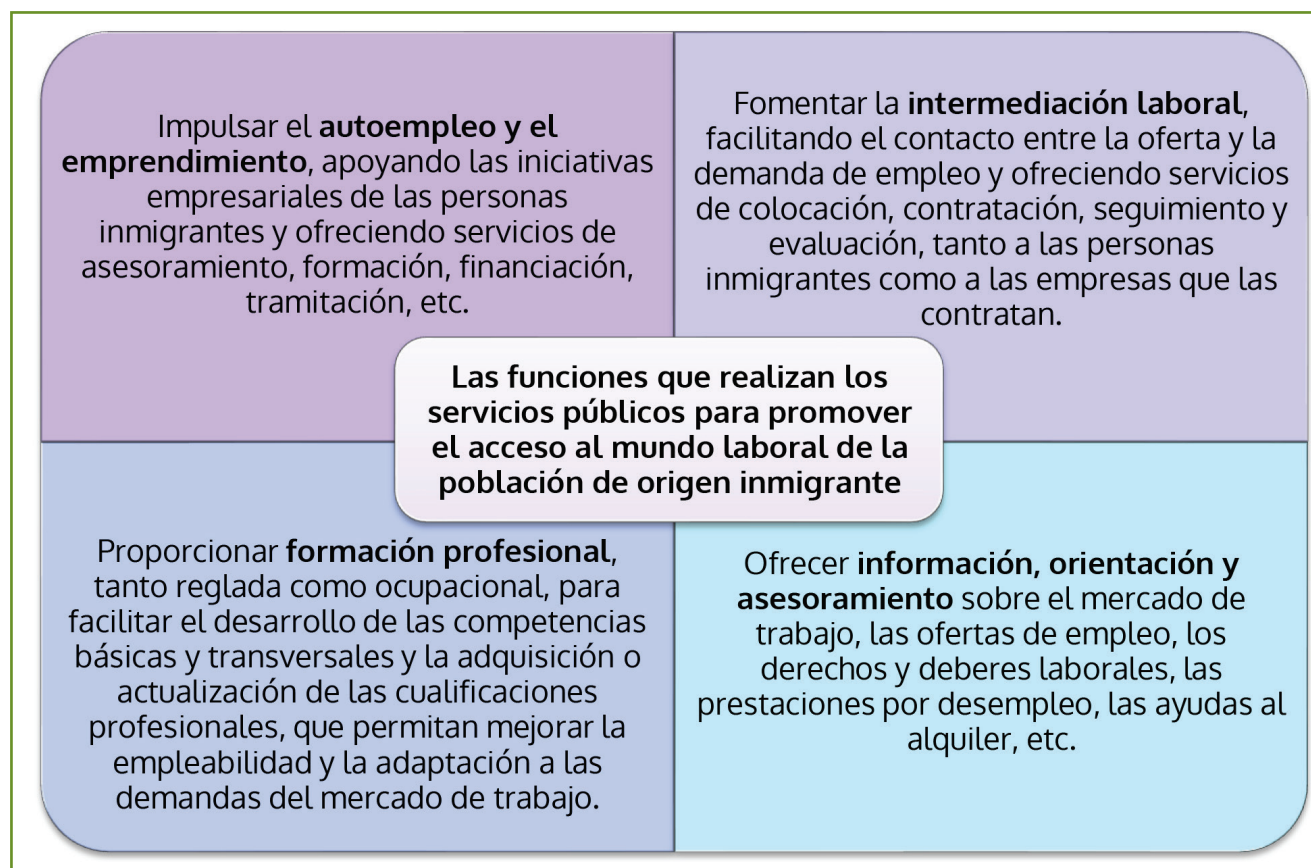 Impulsar el autoempleo y el
emprendimiento, apoyando las iniciativas
empresariales de las personas
inmigrantes y ofreciendo servicios de
asesoramiento, formación, financiación,
tramitación, etc.
Fomentar la intermediación laboral,
facilitando el contacto entre la oferta y la
demanda de empleo y ofreciendo servicios
de colocación, contratación, seguimiento y
evaluación, tanto a las personas
inmigrantes como a las empresas que las
contratan.
Las funciones que realizan los
servicios públicos para promover
el acceso al mundo laboral de la
población de origen inmigrante
Proporcionar formación profesional,
tanto reglada como ocupacional, para
facilitar el desarrollo de las competencias
básicas y transversales y la adquisición o
actualización de las cualificaciones
profesionales, que permitan mejorar la
empleabilidad y la adaptación a las
demandas del mercado de trabajo.
Ofrecer información, orientación y
asesoramiento sobre el mercado de
trabajo, las ofertas de empleo, los
derechos y deberes laborales, las
prestaciones por desempleo, las ayudas al
alquiler, etc.